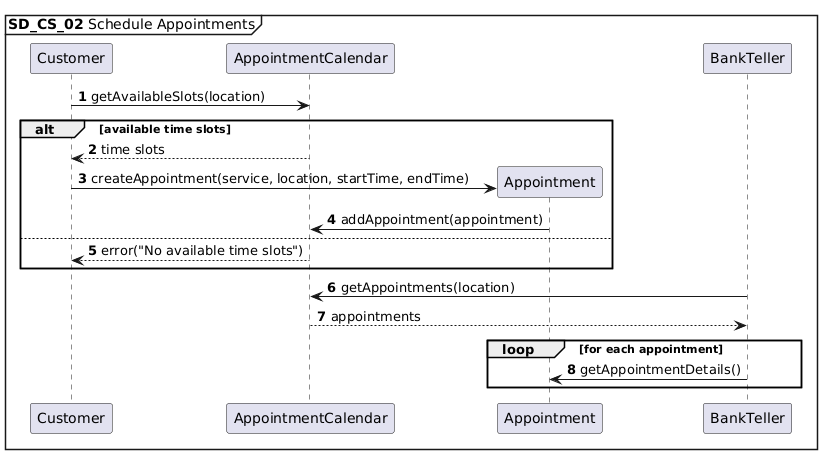 SD_CS_02 Schedule Appointments
Customer
AppointmentCalendar
BankTeller
1 getAvailableSlots(location)
alt
[available time slots]
2 time slots
3 createAppointment(service, location, startTime, endTime)
Appointment
4 addAppointment(appointment)
5 error("No available time slots")
6 getAppointments(location)
7 appointments
loop
[for each appointment]
8 getAppointmentDetails()
Customer
AppointmentCalendar
Appointment
BankTeller